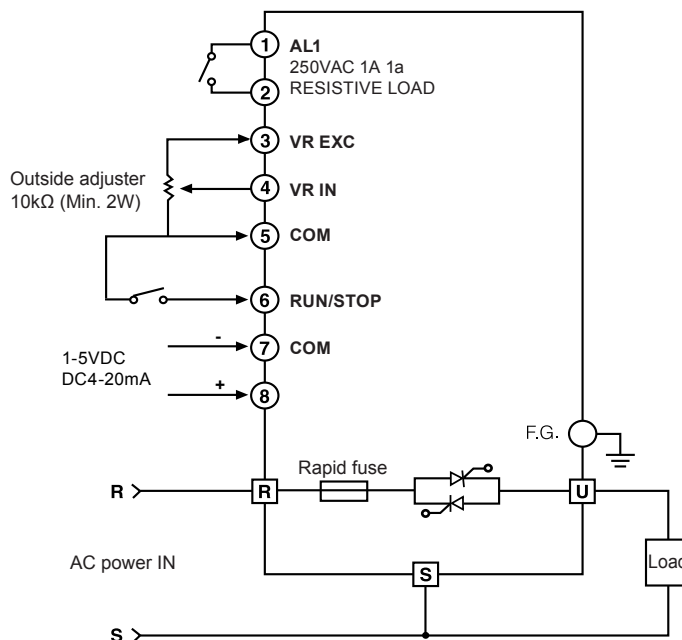 1 AL1
250VAC 1A 1a
2 RESISTIVE LOAD
3 VR EXC
Outside adjuster
10kΩ (Min. 2W)
4 VR IN
5 COM
6 RUN/STOP
- 7 COM
1-5VDC
DC4-20mA
+ 8
F.G.
Rapid fuse
R R U
AC power IN
Load
S
S